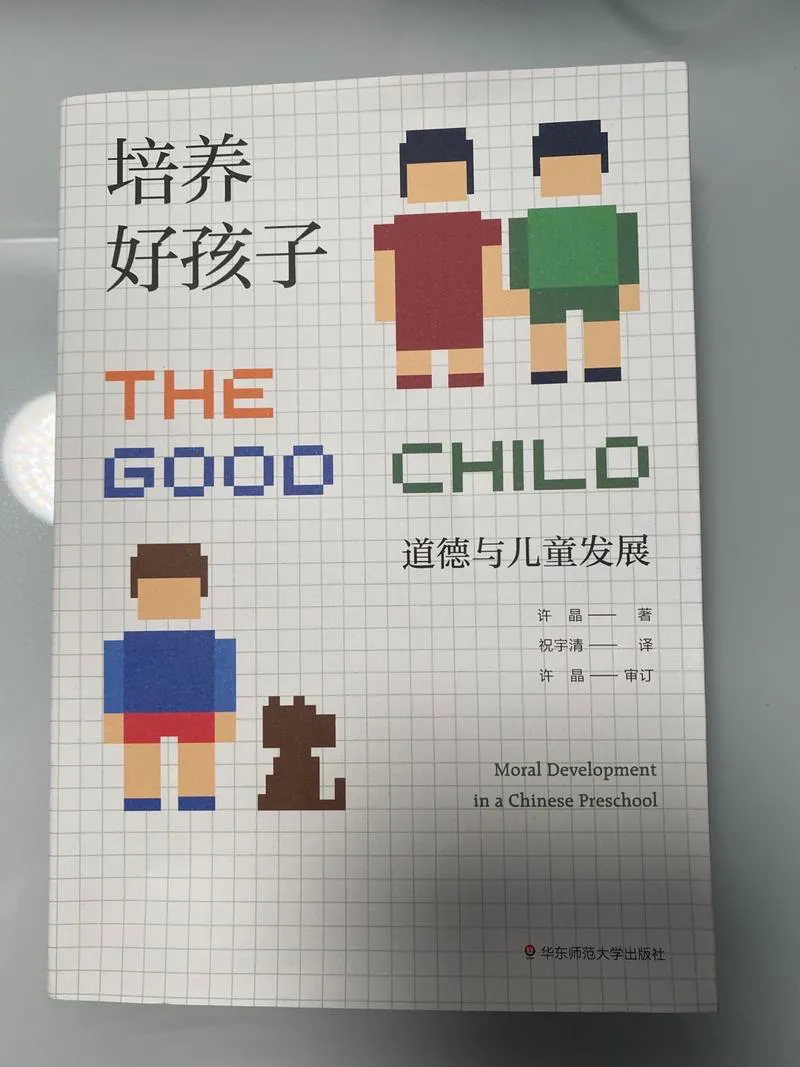 培养
好孩子
THE
GOOD CHILD
道德与儿童发展
许 晶 —— 著
祝宇清 —— 译
许 晶 —— 审订
Moral Development
in a Chinese Preschool
华东师范大学出版社